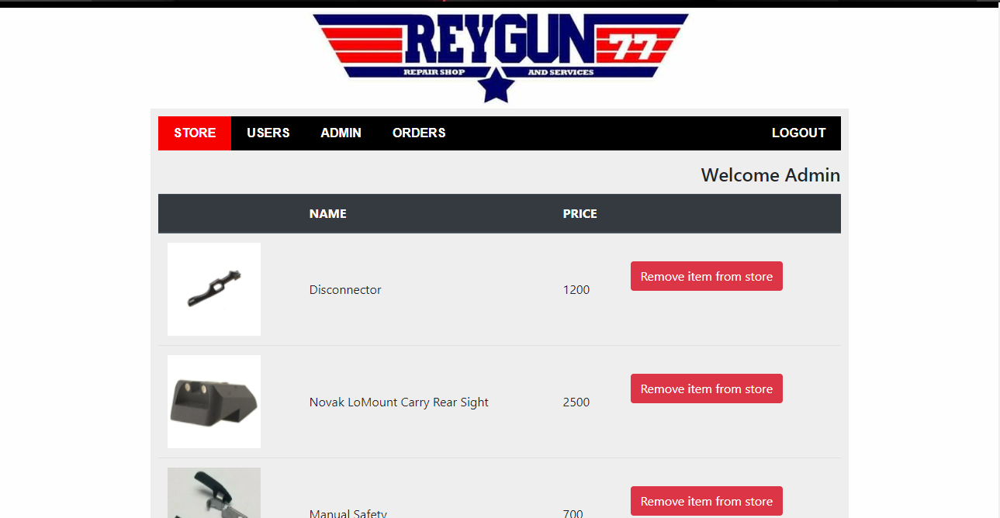 REYGUN 77
REPAIR SHOP AND SERVICES
STORE USERS ADMIN ORDERS LOGOUT
Welcome Admin
NAME PRICE
Disconnector 1200 Remove item from store
Novak LoMount Carry Rear Sight 2500 Remove item from store
Manual Safety 700 Remove item from store